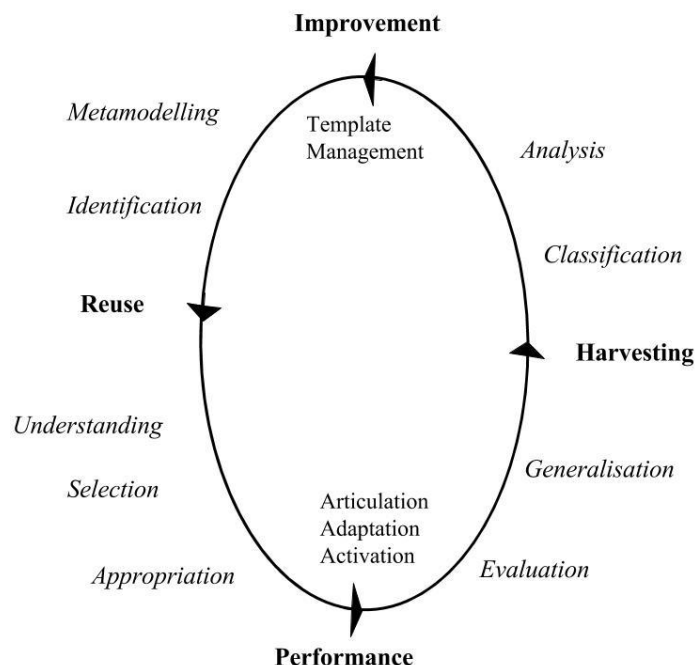 Improvement
Metamodelling
Template
Management
Analysis
Identification
Classification
Reuse
Harvesting
Understanding
Generalisation
Selection
Articulation
Adaptation
Activation
Appropriation
Evaluation
Performance